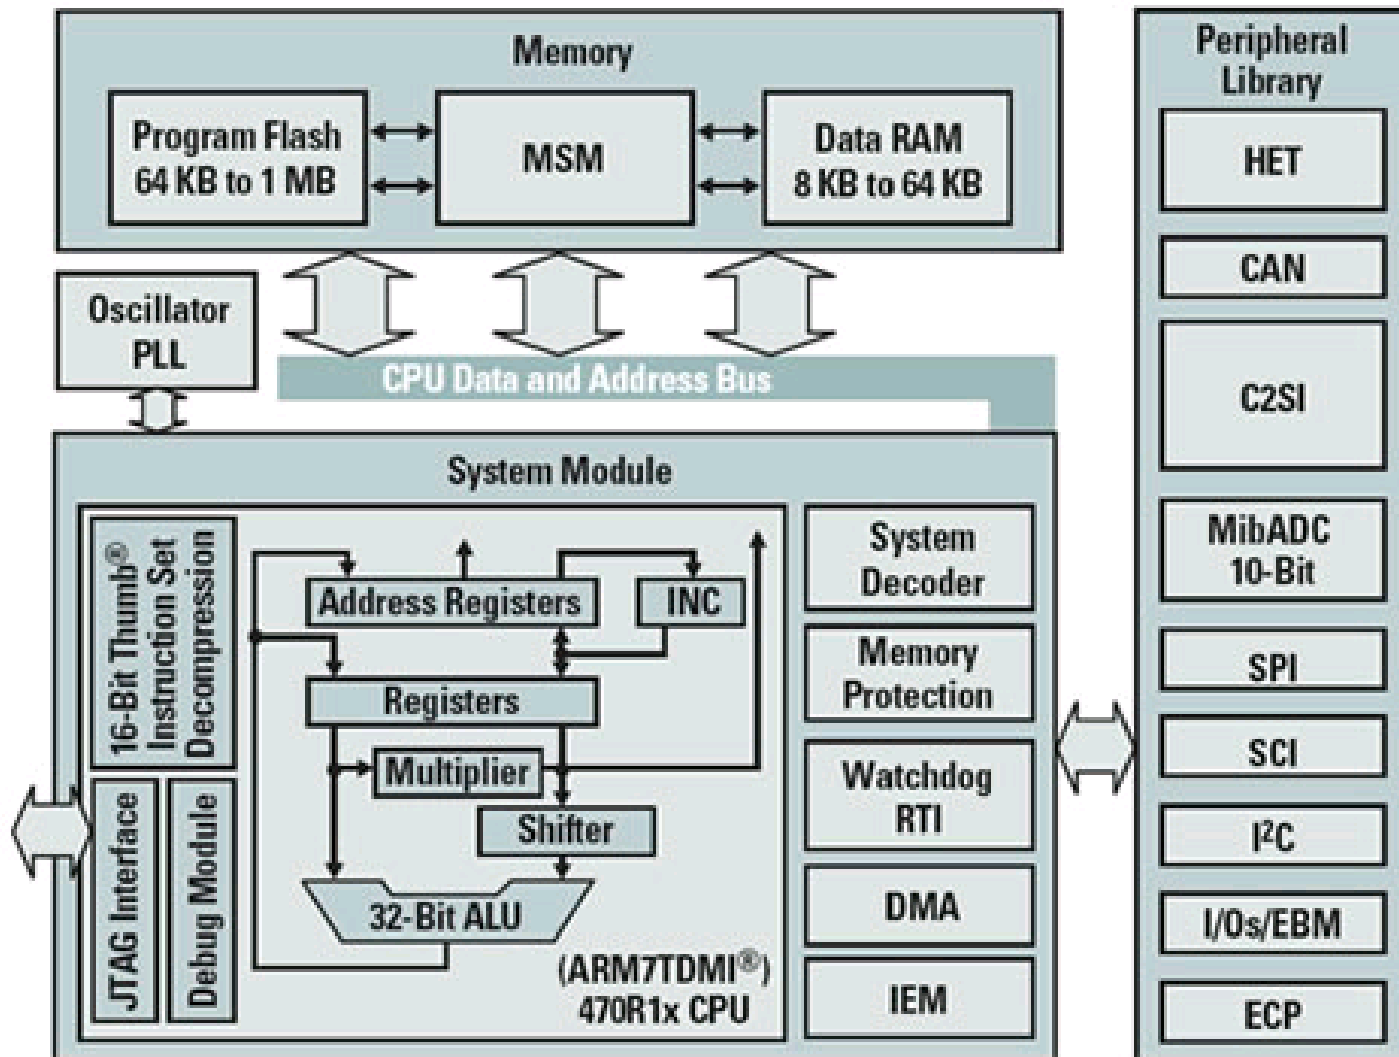 Memory
Program Flash
64 KB to 1 MB
MSM
Data RAM
8 KB to 64 KB
Oscillator
PLL
CPU Data and Address Bus
System Module
16-Bit Thumb®
Instruction Set
Decompression
JTAG Interface
Debug Module
Address Registers
INC
Registers
Multiplier
Shifter
32-Bit ALU
(ARM7TDMI®)
470R1x CPU
System
Decoder
Memory
Protection
Watchdog
RTI
DMA
IEM
Peripheral
Library
HET
CAN
C2SI
MibADC
10-Bit
SPI
SCI
I²C
I/Os/EBM
ECP